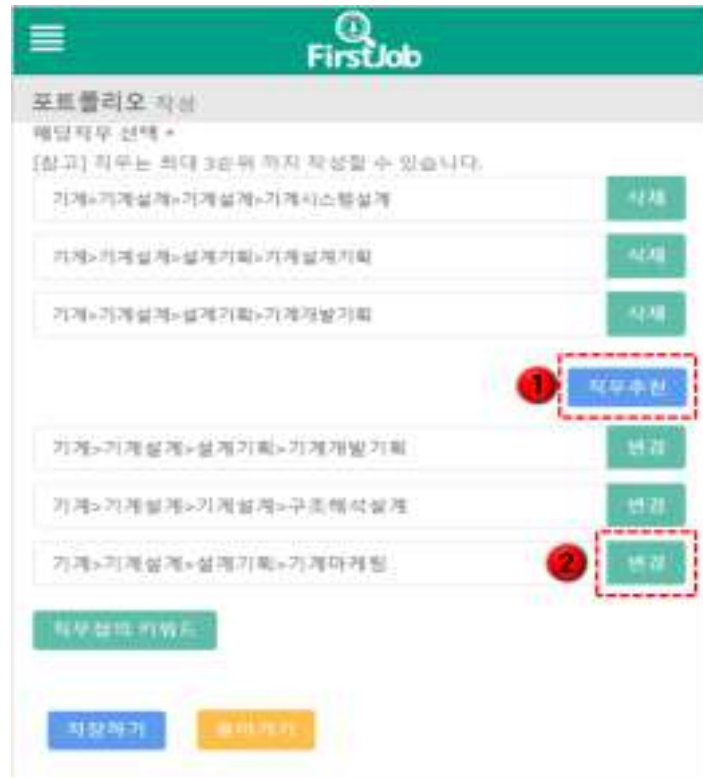 FirstJob
포트폴리오 작성
해당직무 선택 *
[참고] 직무는 최대 3순위 까지 작성할 수 있습니다.
기계>기계설계>기계설계>기계시스템설계 삭제
기계>기계설계>설계기획>기계설계기획 삭제
기계>기계설계>설계기획>기계개발기획 삭제
1 직무추천
기계>기계설계>설계기획>기계개발기획 변경
기계>기계설계>기계설계>구조해석설계 변경
기계>기계설계>설계기획>기계마케팅 2 변경
직무정의 키워드
저장하기 돌아가기